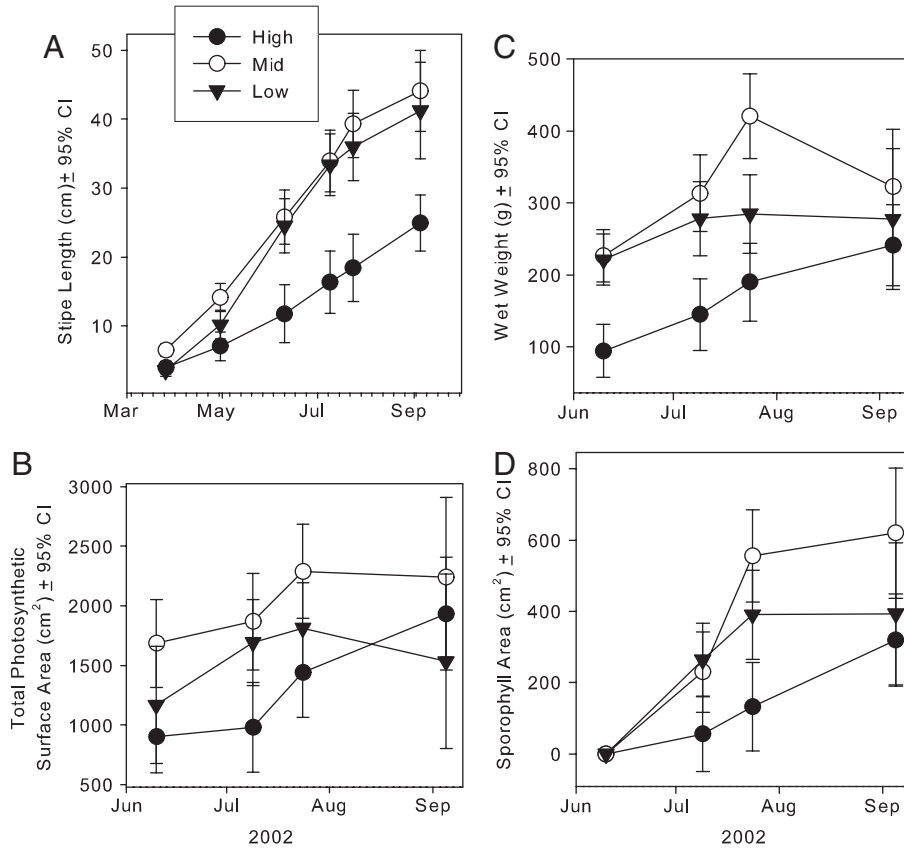 A
High
Mid
Low
Stipe Length (cm)± 95% CI
50
40
30
20
10
Mar
May
Jul
Sep
B
Total Photosynthetic
Surface Area (cm²) ± 95% CI
3000
2500
2000
1500
1000
500
Jun
Jul
Aug
Sep
2002
C
Wet Weight (g) ± 95% CI
500
400
300
200
100
Jun
Jul
Aug
Sep
D
Sporophyll Area (cm²) ± 95% CI
800
600
400
200
0
Jun
Jul
Aug
Sep
2002